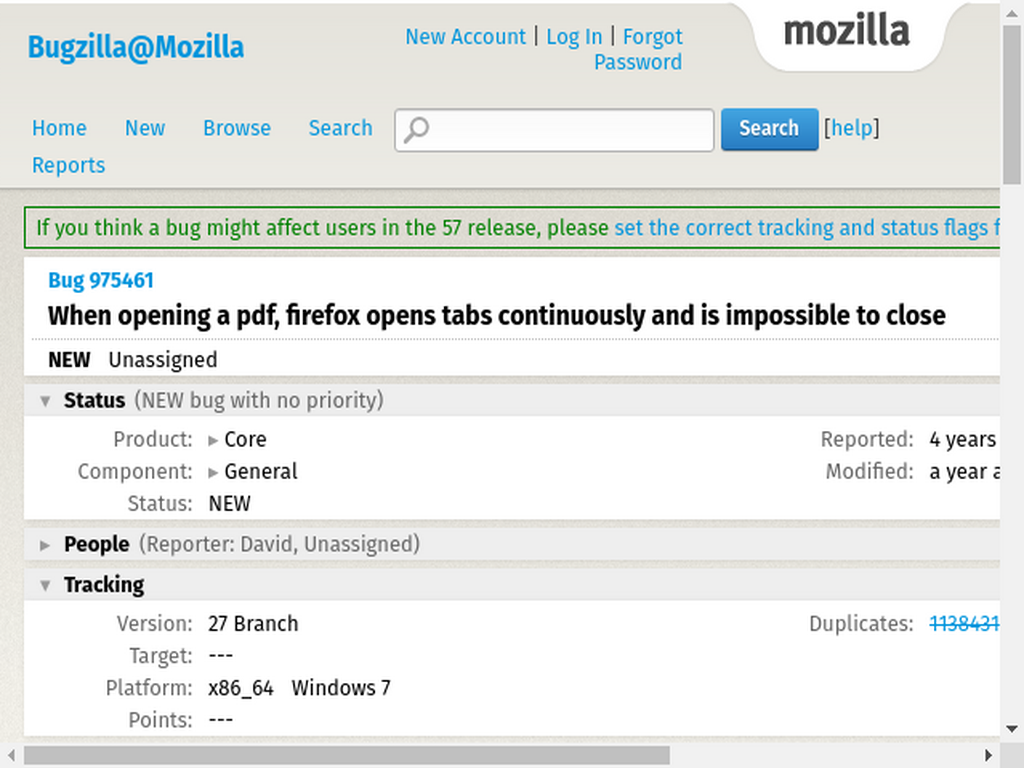 Bugzilla@Mozilla
New Account | Log In | Forgot
Password
mozilla
Home New Browse Search Search [help]
Reports
If you think a bug might affect users in the 57 release, please set the correct tracking and status flags f
Bug 975461
When opening a pdf, firefox opens tabs continuously and is impossible to close
NEW Unassigned
▾ Status (NEW bug with no priority)
Product: ▸ Core Reported: 4 years
Component: ▸ General Modified: a year a
Status: NEW
▸ People (Reporter: David, Unassigned)
▾ Tracking
Version: 27 Branch Duplicates: 1138431
Target: ---
Platform: x86_64 Windows 7
Points: ---